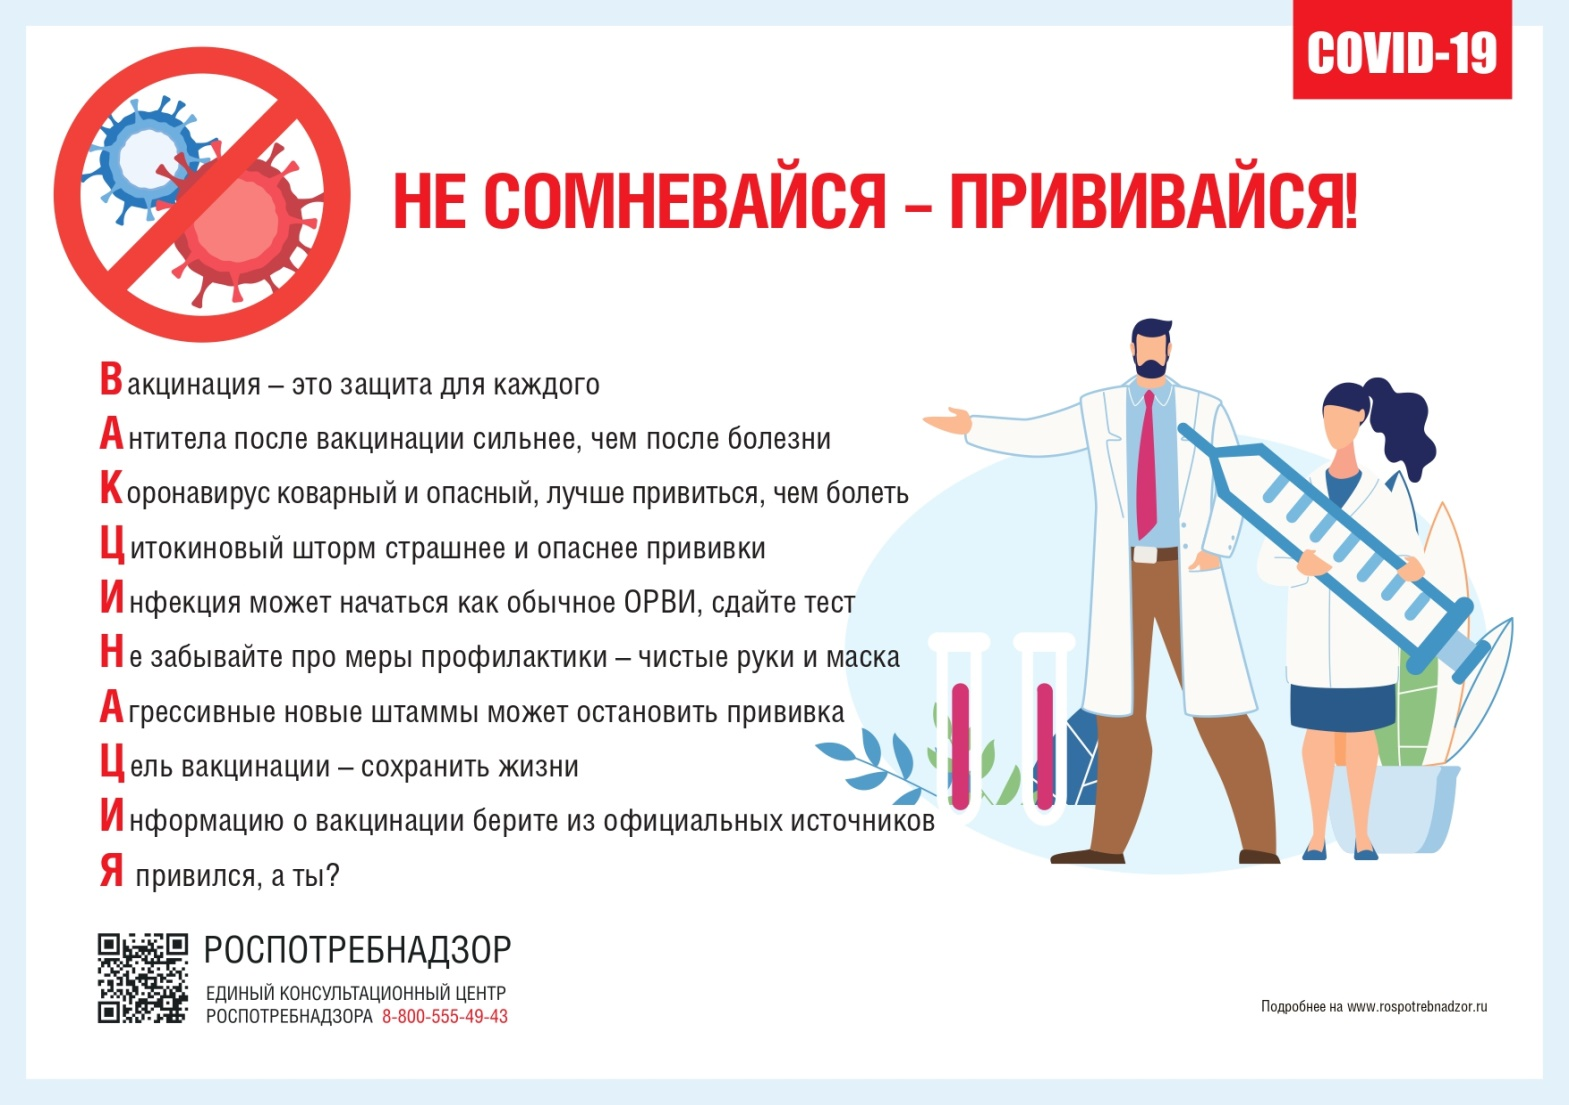 COVID-19
НЕ СОМНЕВАЙСЯ – ПРИВИВАЙСЯ!
Вакцинация – это защита для каждого
Антитела после вакцинации сильнее, чем после болезни
Коронавирус коварный и опасный, лучше привиться, чем болеть
Цитокиновый шторм страшнее и опаснее прививки
Инфекция может начаться как обычное ОРВИ, сдайте тест
Не забывайте про меры профилактики – чистые руки и маска
Агрессивные новые штаммы может остановить прививка
Цель вакцинации – сохранить жизни
Информацию о вакцинации берите из официальных источников
Я привился, а ты?
РОСПОТРЕБНАДЗОР
ЕДИНЫЙ КОНСУЛЬТАЦИОННЫЙ ЦЕНТР
РОСПОТРЕБНАДЗОРА 8-800-555-49-43
Подробнее на www.rospotrebnadzor.ru